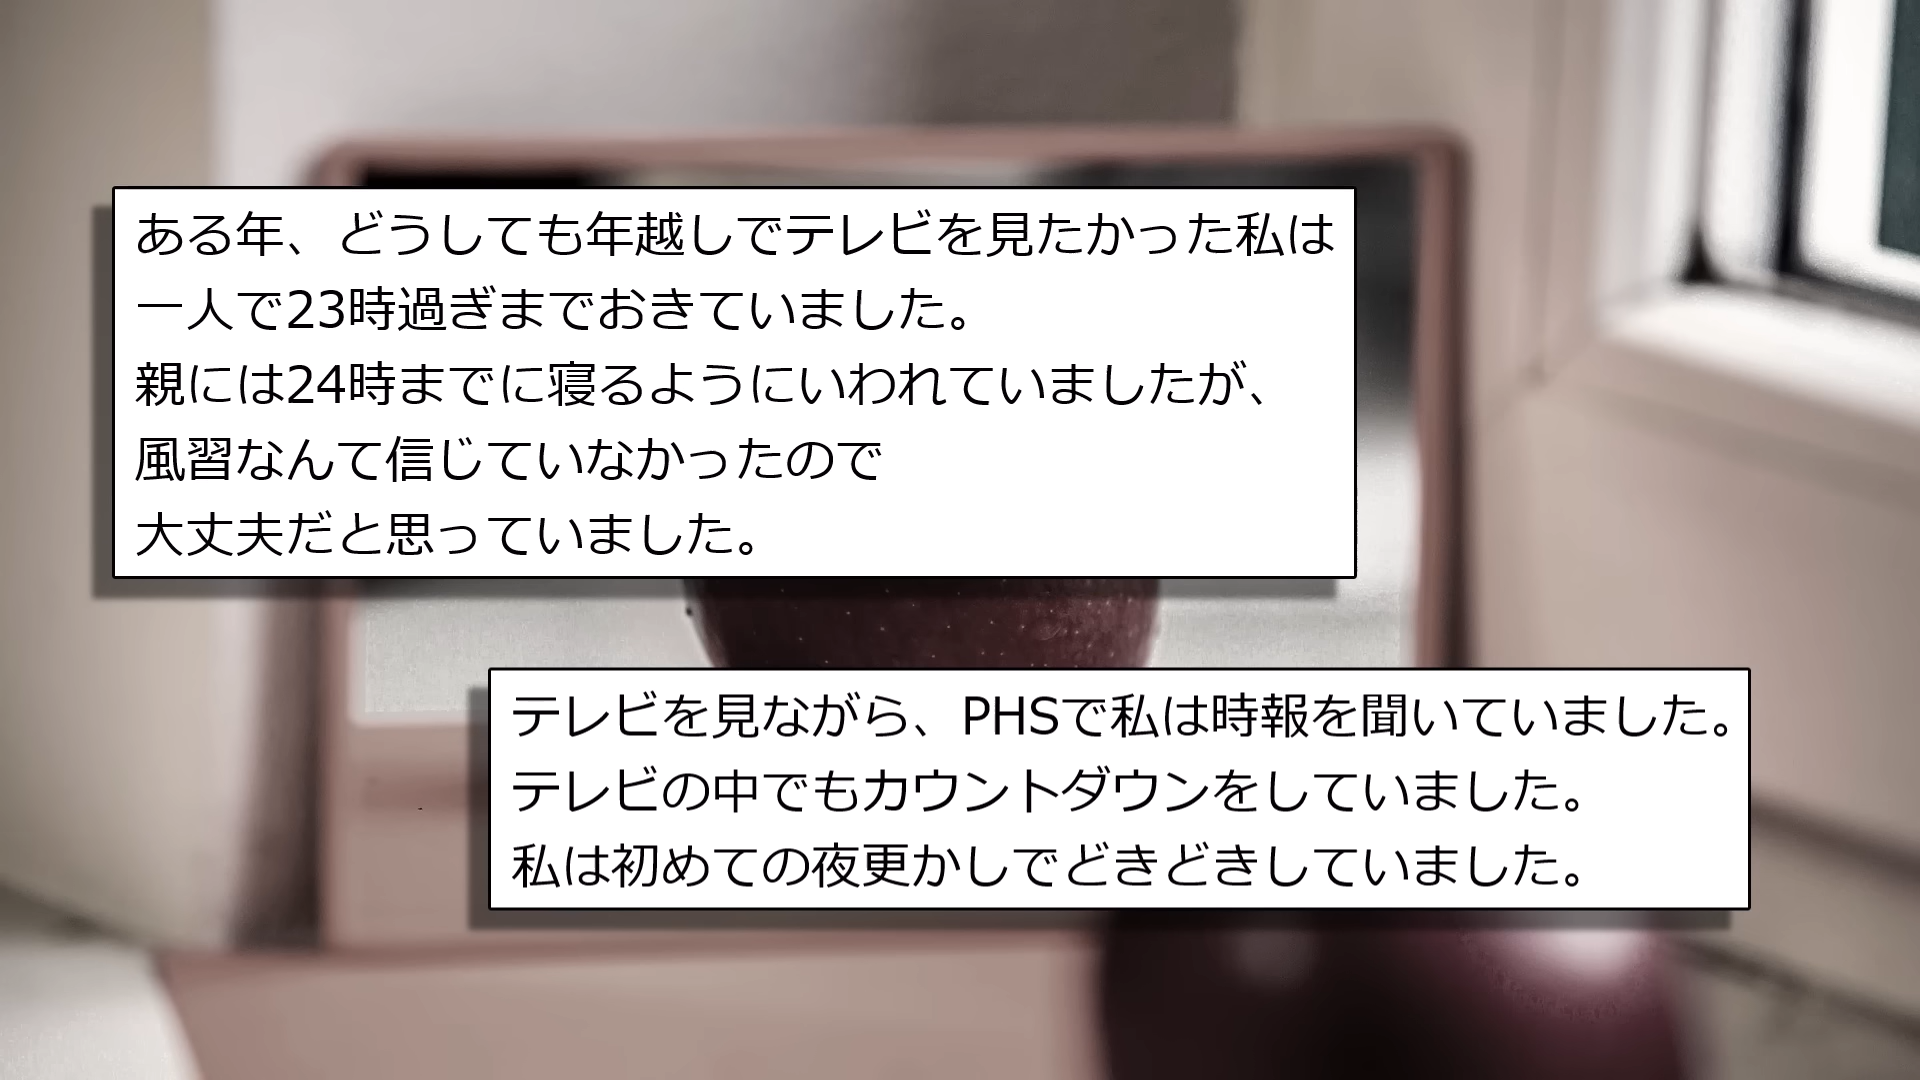 ある年、どうしても年越しでテレビを見たかった私は
一人で23時過ぎまでおきていました。
親には24時までに寝るようにいわれていましたが、
風習なんて信じていなかったので
大丈夫だと思っていました。
テレビを見ながら、PHSで私は時報を聞いていました。
テレビの中でもカウントダウンをしていました。
私は初めての夜更かしでどきどきしていました。